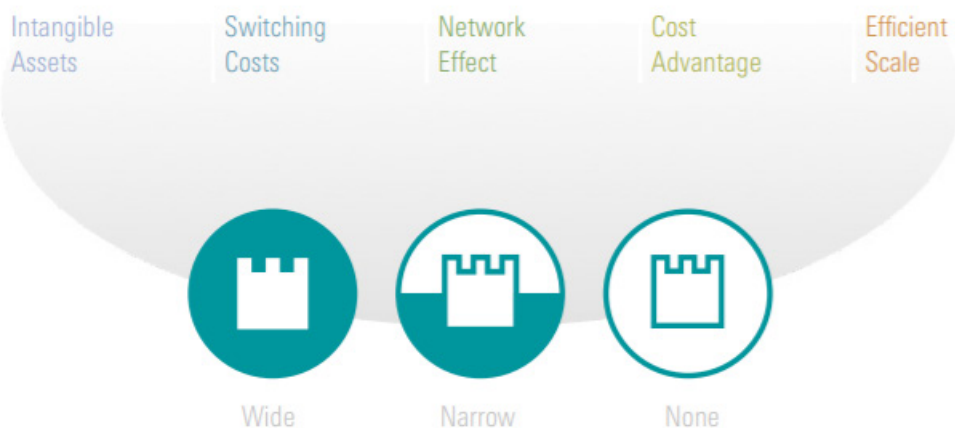 Intangible
Assets
Switching
Costs
Network
Effect
Cost
Advantage
Efficient
Scale
Wide
Narrow
None